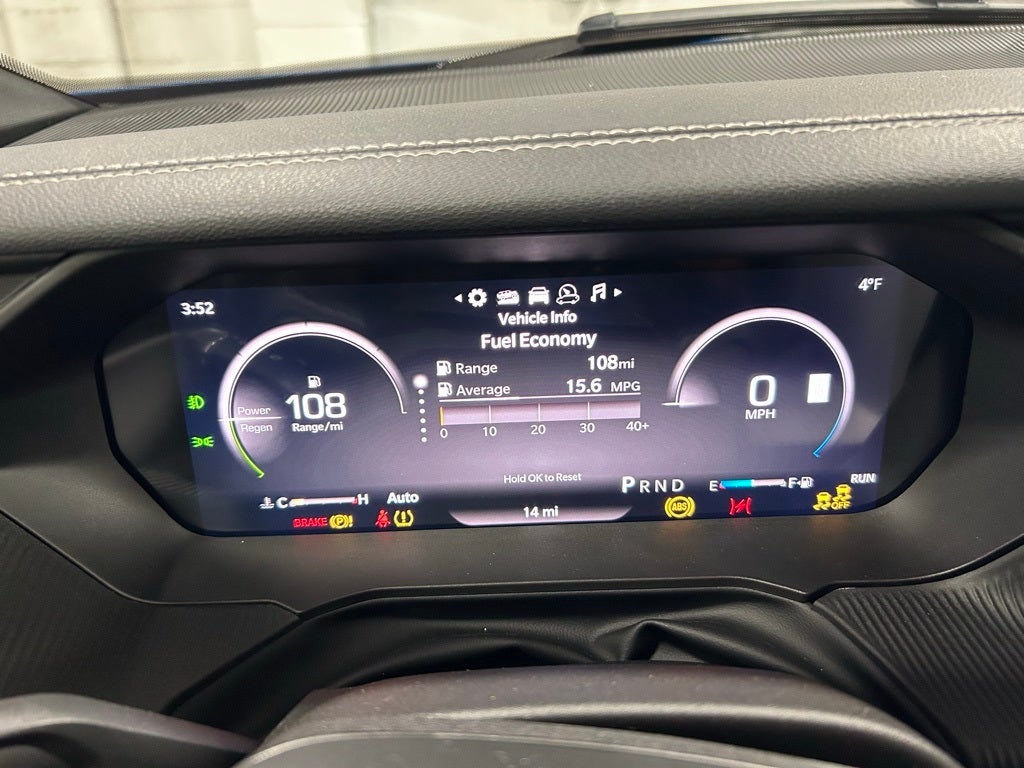 3:52
4°F
Vehicle Info
Fuel Economy
Range 108mi
Average 15.6 MPG
0 10 20 30 40+
Hold OK to Reset
Power
Regen
108
Range/mi
0
MPH
C H Auto
PRND E F RUN
BRAKE P !
14 mi
ABS
OFF